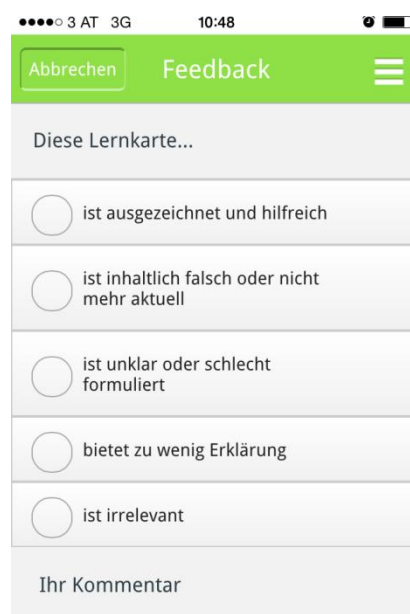 3 AT 3G 10:48
Abbrechen Feedback
Diese Lernkarte...
ist ausgezeichnet und hilfreich
ist inhaltlich falsch oder nicht
mehr aktuell
ist unklar oder schlecht
formuliert
bietet zu wenig Erklärung
ist irrelevant
Ihr Kommentar